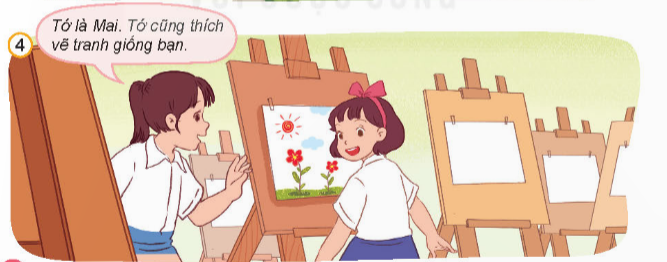 Tớ là Mai. Tớ cũng thích
vẽ tranh giống bạn.
4